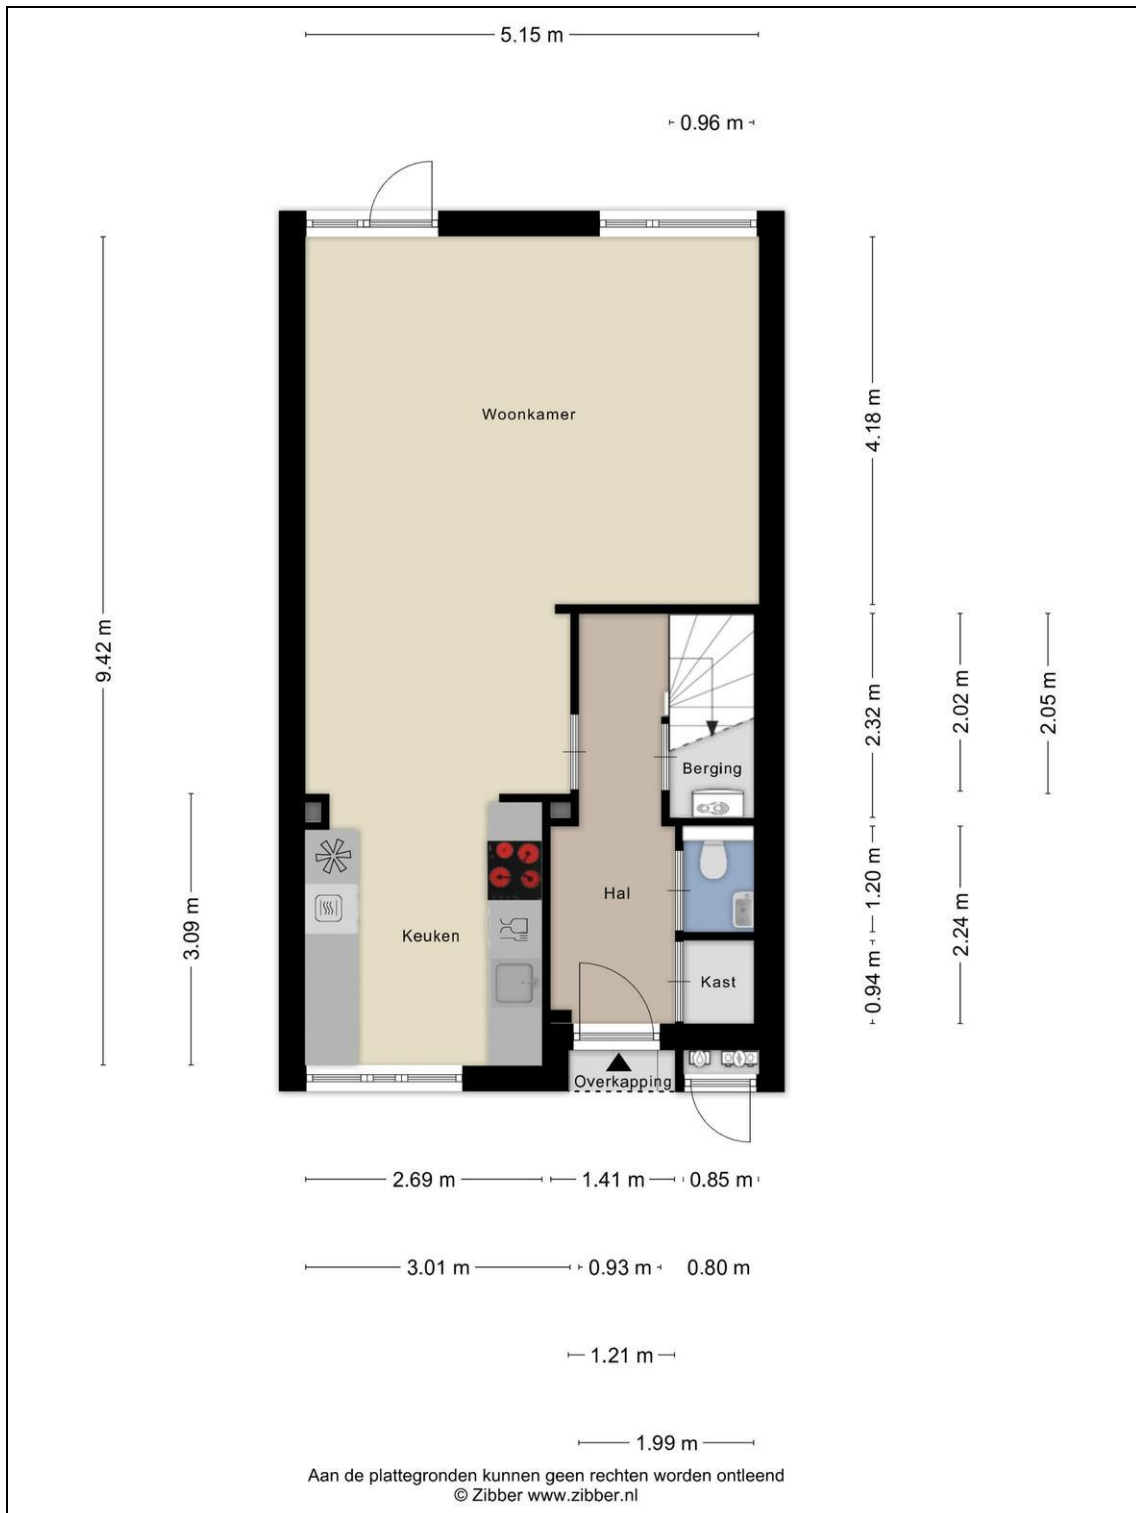 5.15 m
0.96 m
Woonkamer
4.18 m
9.42 m
2.32 m
2.02 m
2.05 m
Berging
3.09 m
Keuken
Hal
1.20 m
2.24 m
Kast
0.94 m
Overkapping
2.69 m
1.41 m
0.85 m
3.01 m
0.93 m
0.80 m
1.21 m
1.99 m
Aan de plattegronden kunnen geen rechten worden ontleend
© Zibber www.zibber.nl